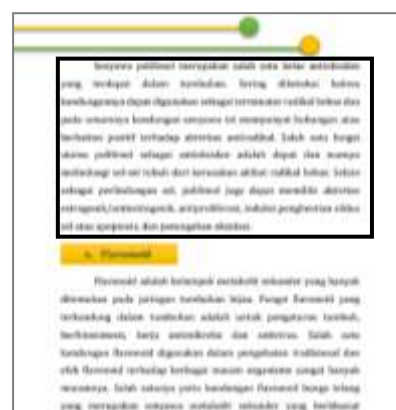 Senyawa polifenol merupakan salah satu kelas antioksidan
yang terdapat dalam tumbuhan. Sering diketahui bahwa
kandungannya dapat digunakan sebagai terminator radikal bebas dan
pada umumnya kandungan senyawa ini mempunyai hubungan atau
berkaitan positif terhadap aktivitas antiradikal. Salah satu fungsi
utama polifenol sebagai antioksidan adalah dapat dan mampu
melindungi sel-sel tubuh dari kerusakan akibat radikal bebas. Selain
sebagai perlindungan sel, polifenol juga dapat memiliki aktivitas
estrogenik/antiestrogenik, antiproliferasi, induksi penghentian siklus
sel atau apoptosis, dan pencegahan oksidasi.
a. Flavonoid
Flavonoid adalah kelompok metabolit sekunder yang banyak
ditemukan pada jaringan tumbuhan hijau. Fungsi flavonoid yang
terkandung dalam tumbuhan adalah untuk pengaturan tumbuh,
berfotosintesis, kerja antimikroba dan antivirus. Salah satu
kandungan flavonoid digunakan dalam pengobatan tradisional dan
efek flavonoid terhadap berbagai macam organisme sangat banyak
macamnya. Salah satunya yaitu kandungan flavonoid bunga telang
yang merupakan senyawa metabolit sekunder yang berkhasiat